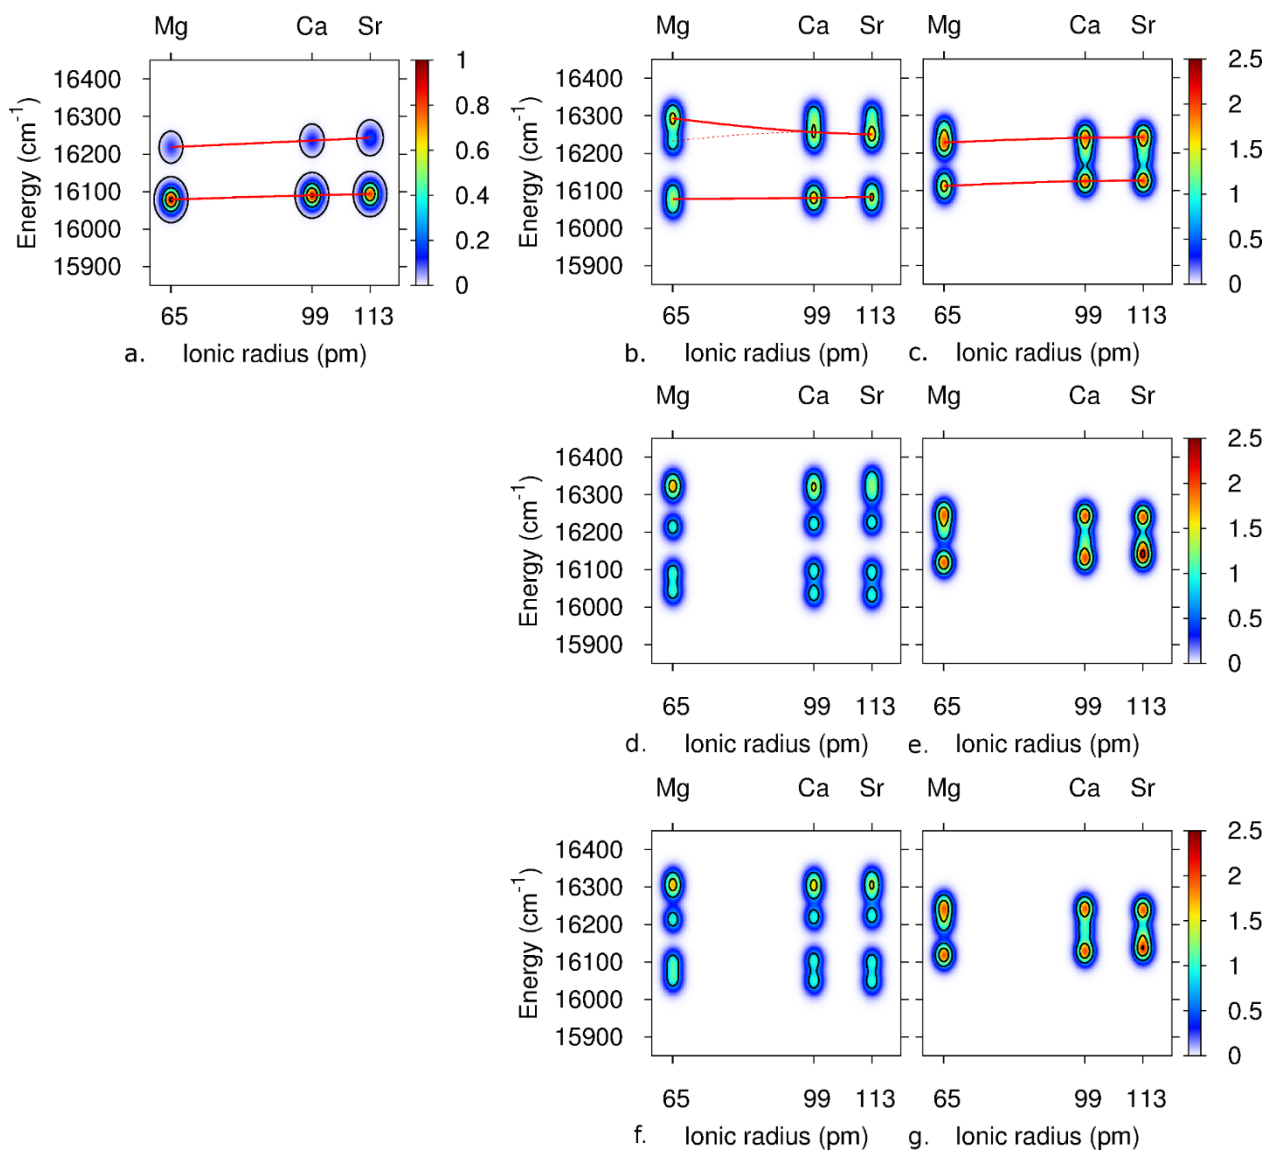 Mg Ca Sr
Energy (cm⁻¹)
16400
16300
16200
16100
16000
15900
1
0.8
0.6
0.4
0.2
0
65 99 113
a. Ionic radius (pm)
Mg Ca Sr
Energy (cm⁻¹)
16400
16300
16200
16100
16000
15900
65 99 113
b. Ionic radius (pm)
Mg Ca Sr
2.5
2
1.5
1
0.5
0
65 99 113
c. Ionic radius (pm)
Mg Ca Sr
Energy (cm⁻¹)
16400
16300
16200
16100
16000
15900
65 99 113
d. Ionic radius (pm)
Mg Ca Sr
2.5
2
1.5
1
0.5
0
65 99 113
e. Ionic radius (pm)
Mg Ca Sr
Energy (cm⁻¹)
16400
16300
16200
16100
16000
15900
65 99 113
f. Ionic radius (pm)
Mg Ca Sr
2.5
2
1.5
1
0.5
0
65 99 113
g. Ionic radius (pm)